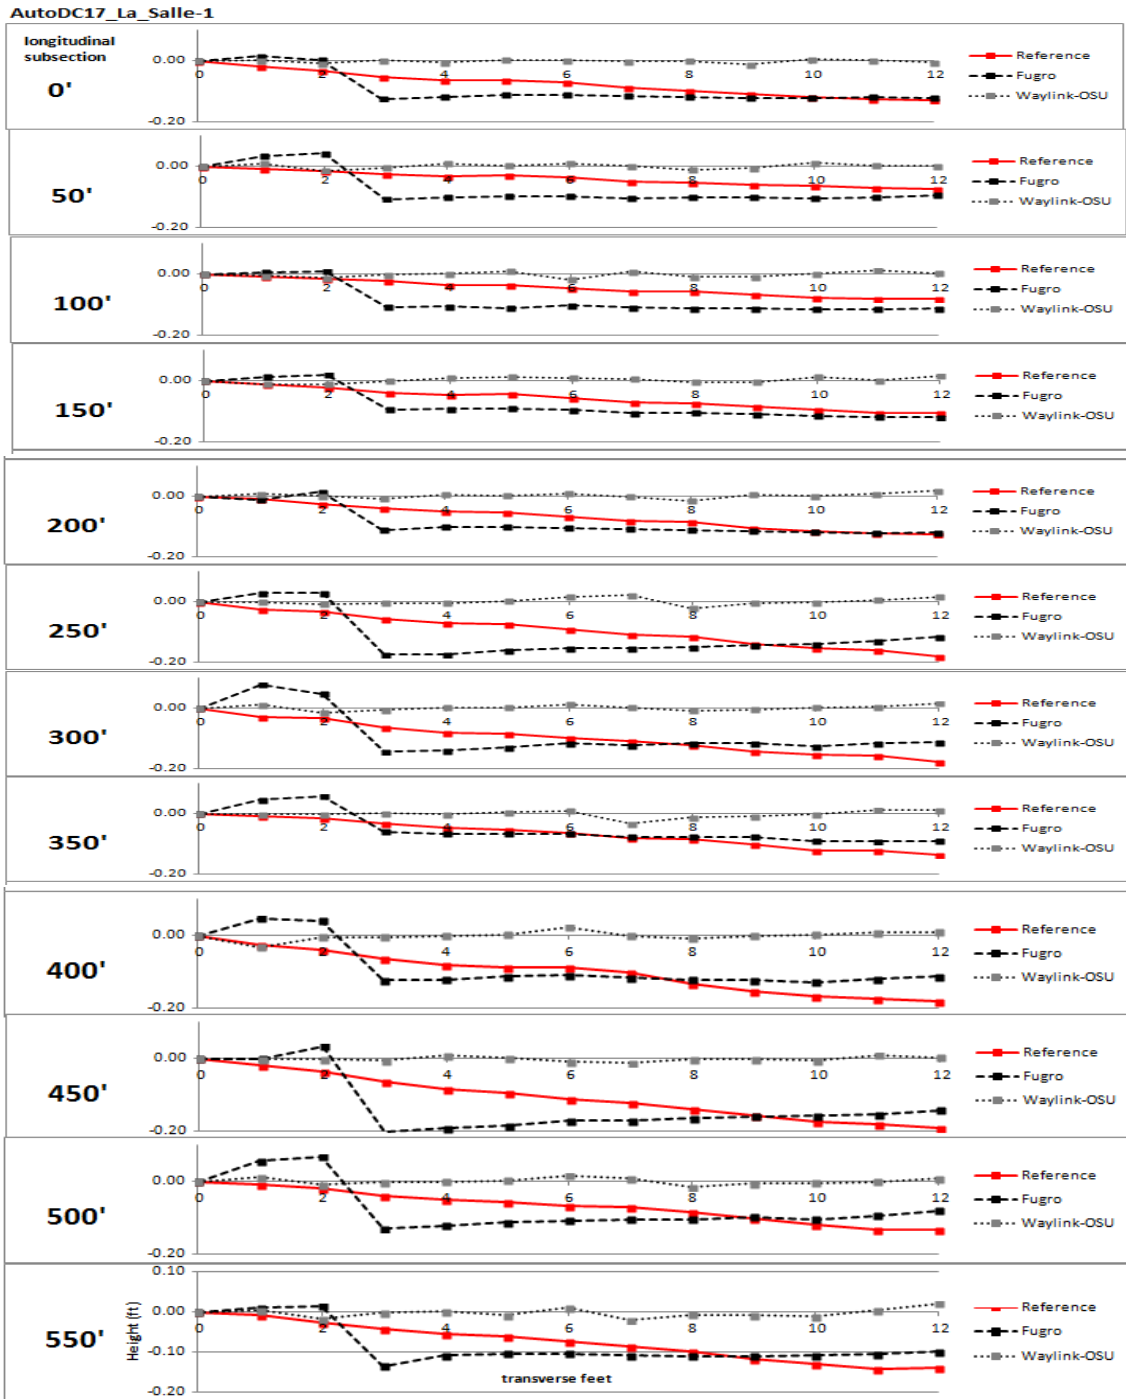 AutoDC17_La_Salle-1
longitudinal
subsection
0'
0.00
-0.20
0 2 4 6 8 10 12
Reference
Fugro
Waylink-OSU
50'
0.00
-0.20
0 2 4 6 8 10 12
Reference
Fugro
Waylink-OSU
100'
0.00
-0.20
0 2 4 6 8 10 12
Reference
Fugro
Waylink-OSU
150'
0.00
-0.20
0 2 4 6 8 10 12
Reference
Fugro
Waylink-OSU
200'
0.00
-0.20
0 2 4 6 8 10 12
Reference
Fugro
Waylink-OSU
250'
0.00
-0.20
0 2 4 6 8 10 12
Reference
Fugro
Waylink-OSU
300'
0.00
-0.20
0 2 4 6 8 10 12
Reference
Fugro
Waylink-OSU
350'
0.00
-0.20
0 2 4 6 8 10 12
Reference
Fugro
Waylink-OSU
400'
0.00
-0.20
0 2 4 6 8 10 12
Reference
Fugro
Waylink-OSU
450'
0.00
-0.20
0 2 4 6 8 10 12
Reference
Fugro
Waylink-OSU
500'
0.00
-0.20
0 2 4 6 8 10 12
Reference
Fugro
Waylink-OSU
550'
Height (ft)
0.10
0.00
-0.10
-0.20
0 2 4 6 8 10 12
transverse feet
Reference
Fugro
Waylink-OSU